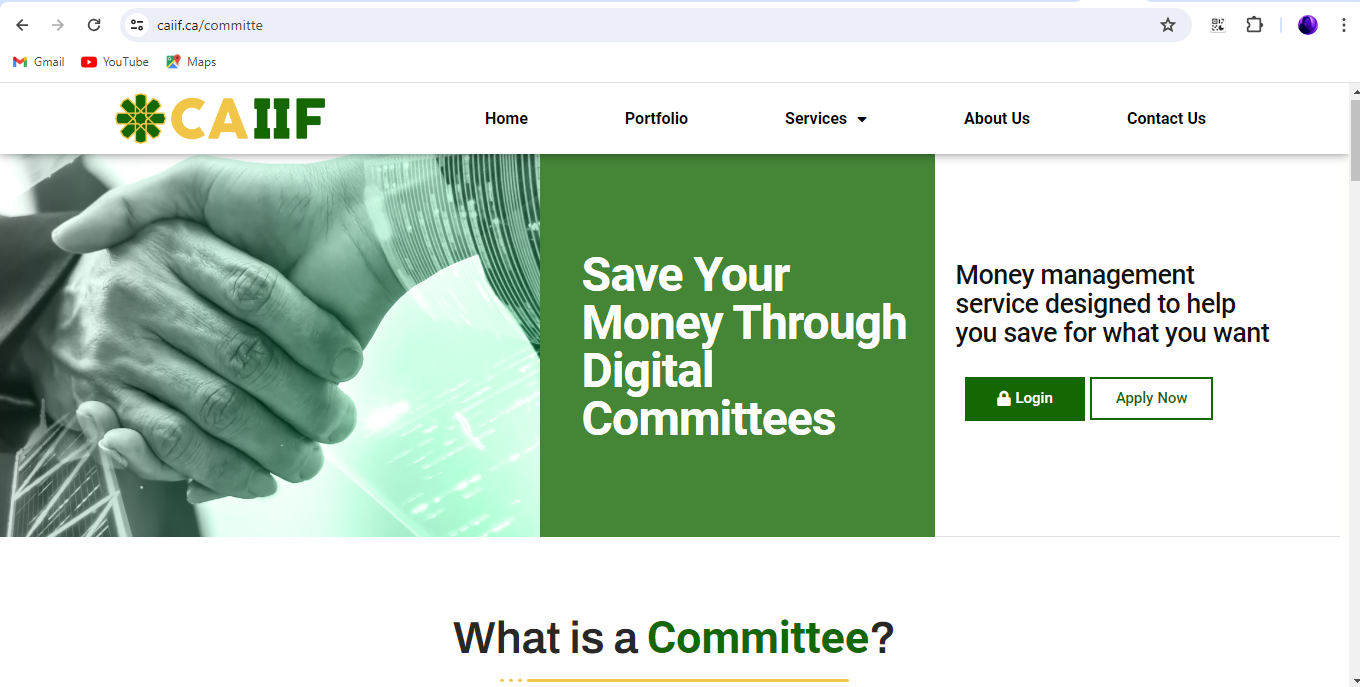 caiif.ca/committe
Gmail YouTube Maps
CAIIF
Home Portfolio Services About Us Contact Us
Save Your
Money Through
Digital
Committees
Money management
service designed to help
you save for what you want
Login Apply Now
What is a Committee?